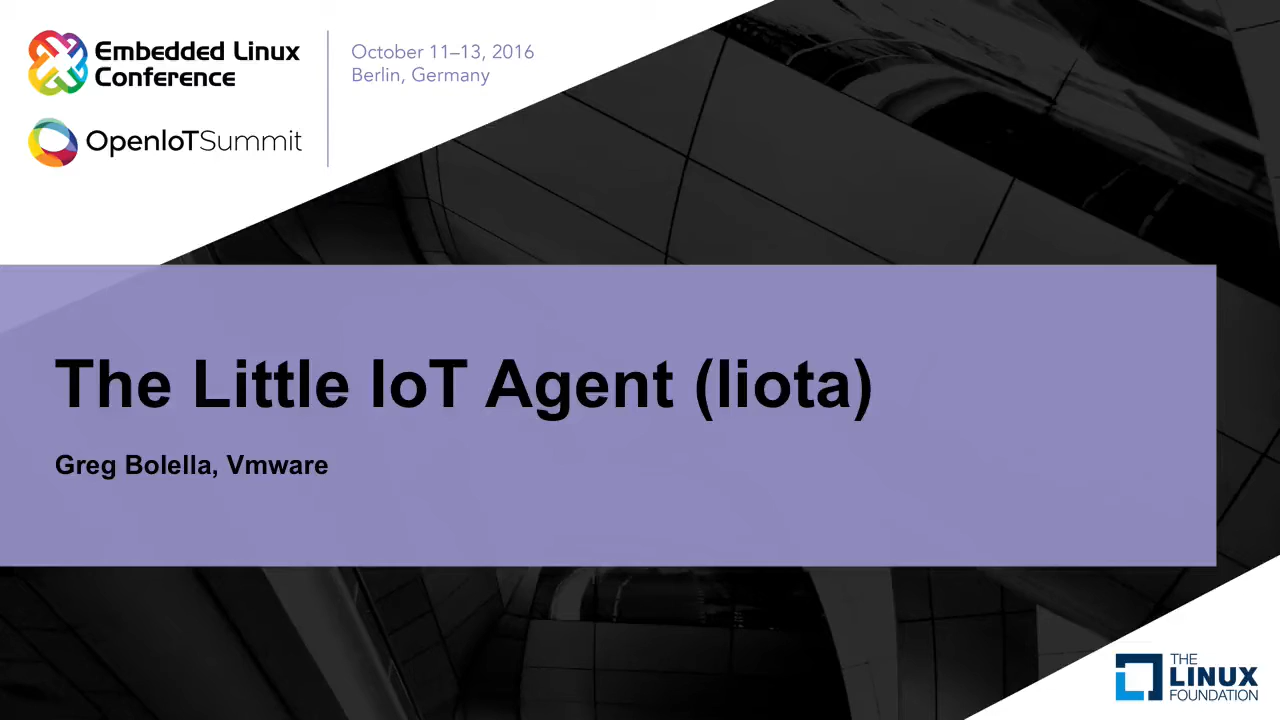 Embedded Linux
Conference
October 11–13, 2016
Berlin, Germany
OpenIoTSummit
The Little IoT Agent (liota)
Greg Bolella, Vmware
THE
LINUX
FOUNDATION